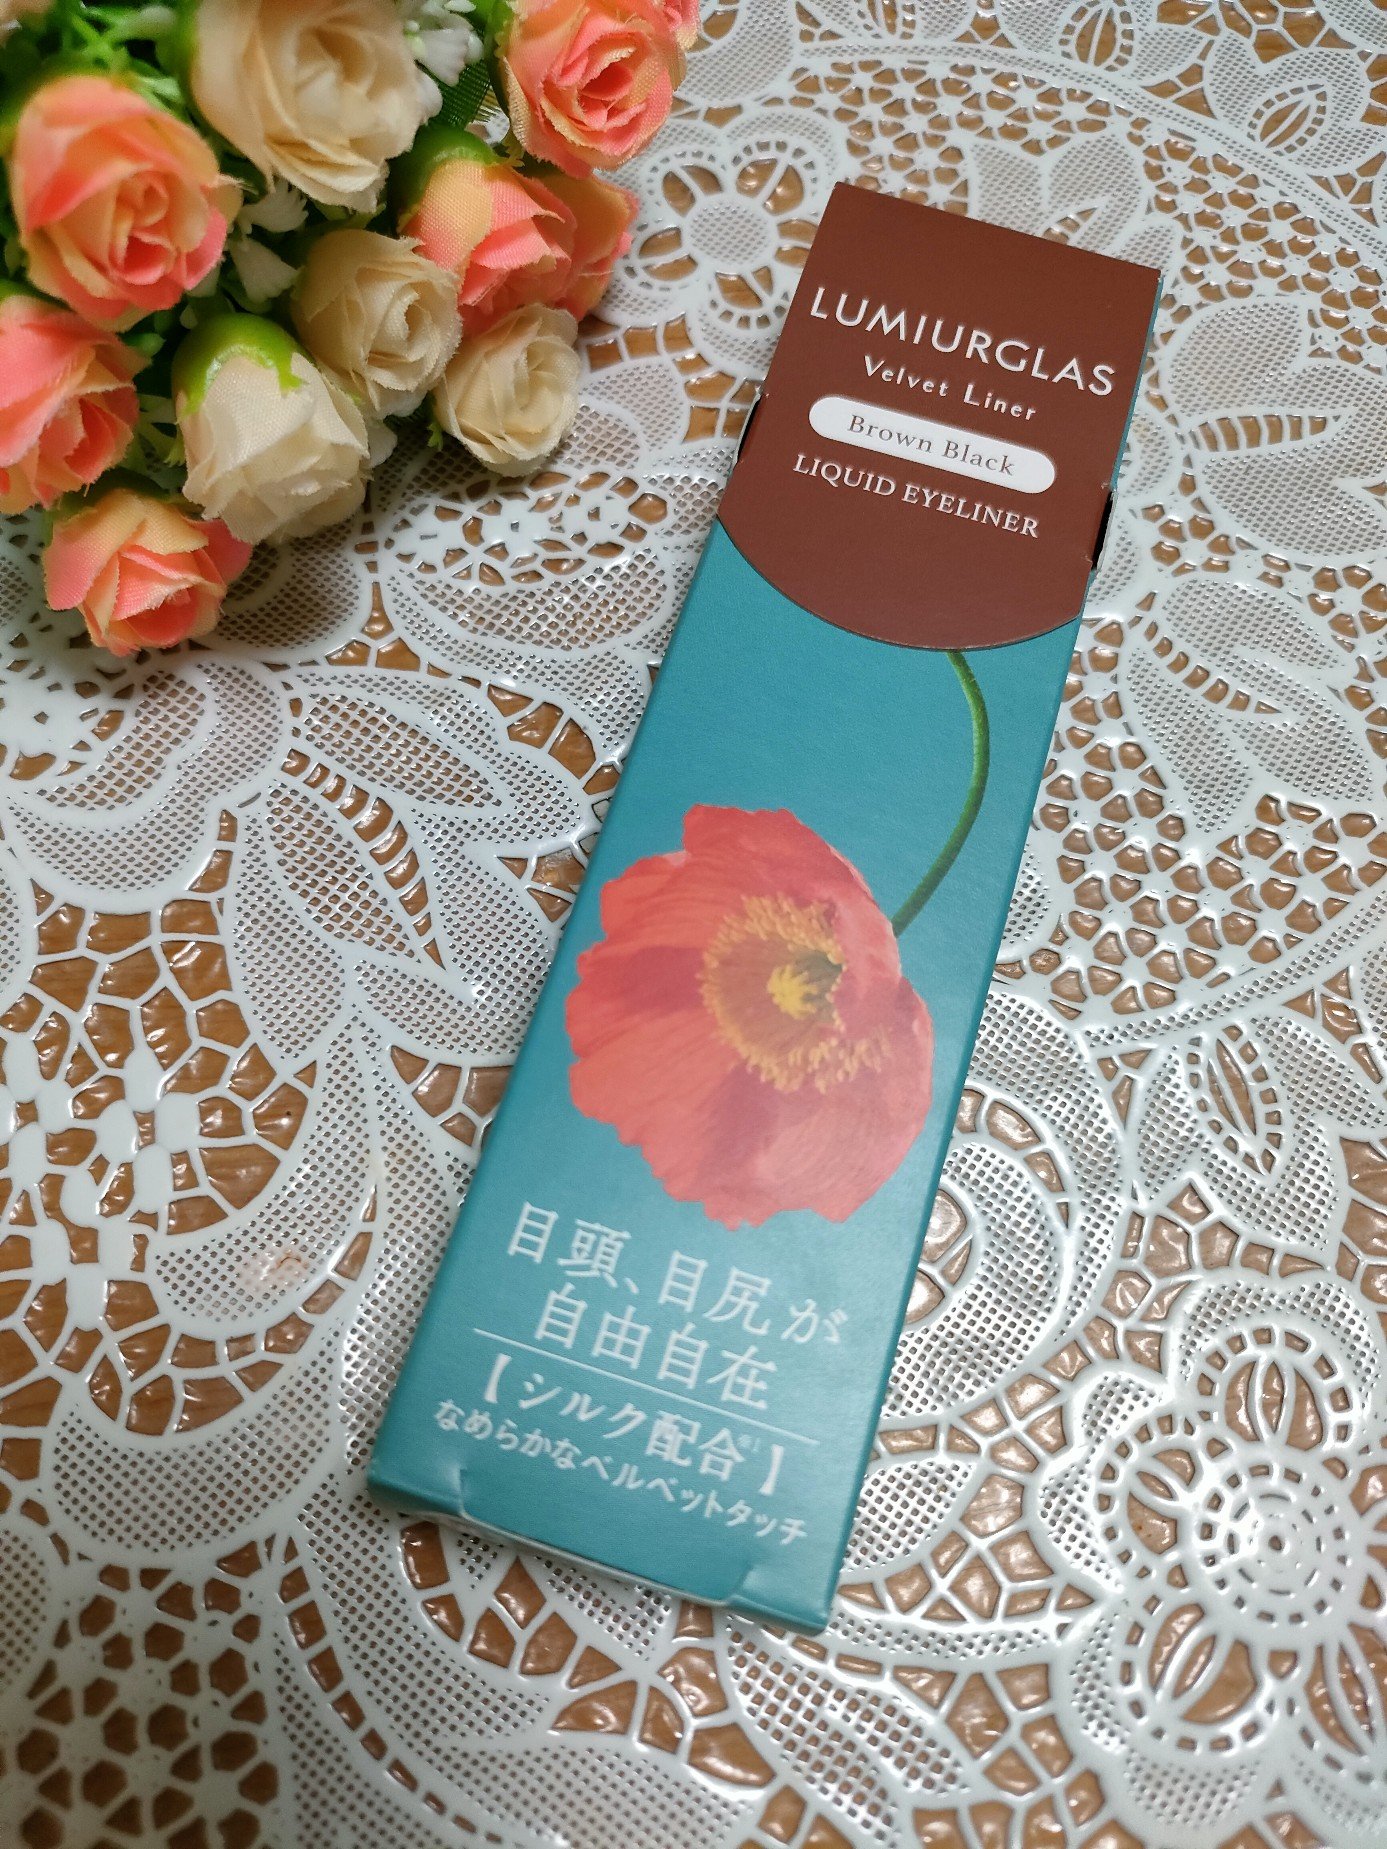 LUMIURGLAS
Velvet Liner
Brown Black
LIQUID EYELINER
目頭、目尻が
自由自在
【シルク配合※1】
なめらかなベルベットタッチ